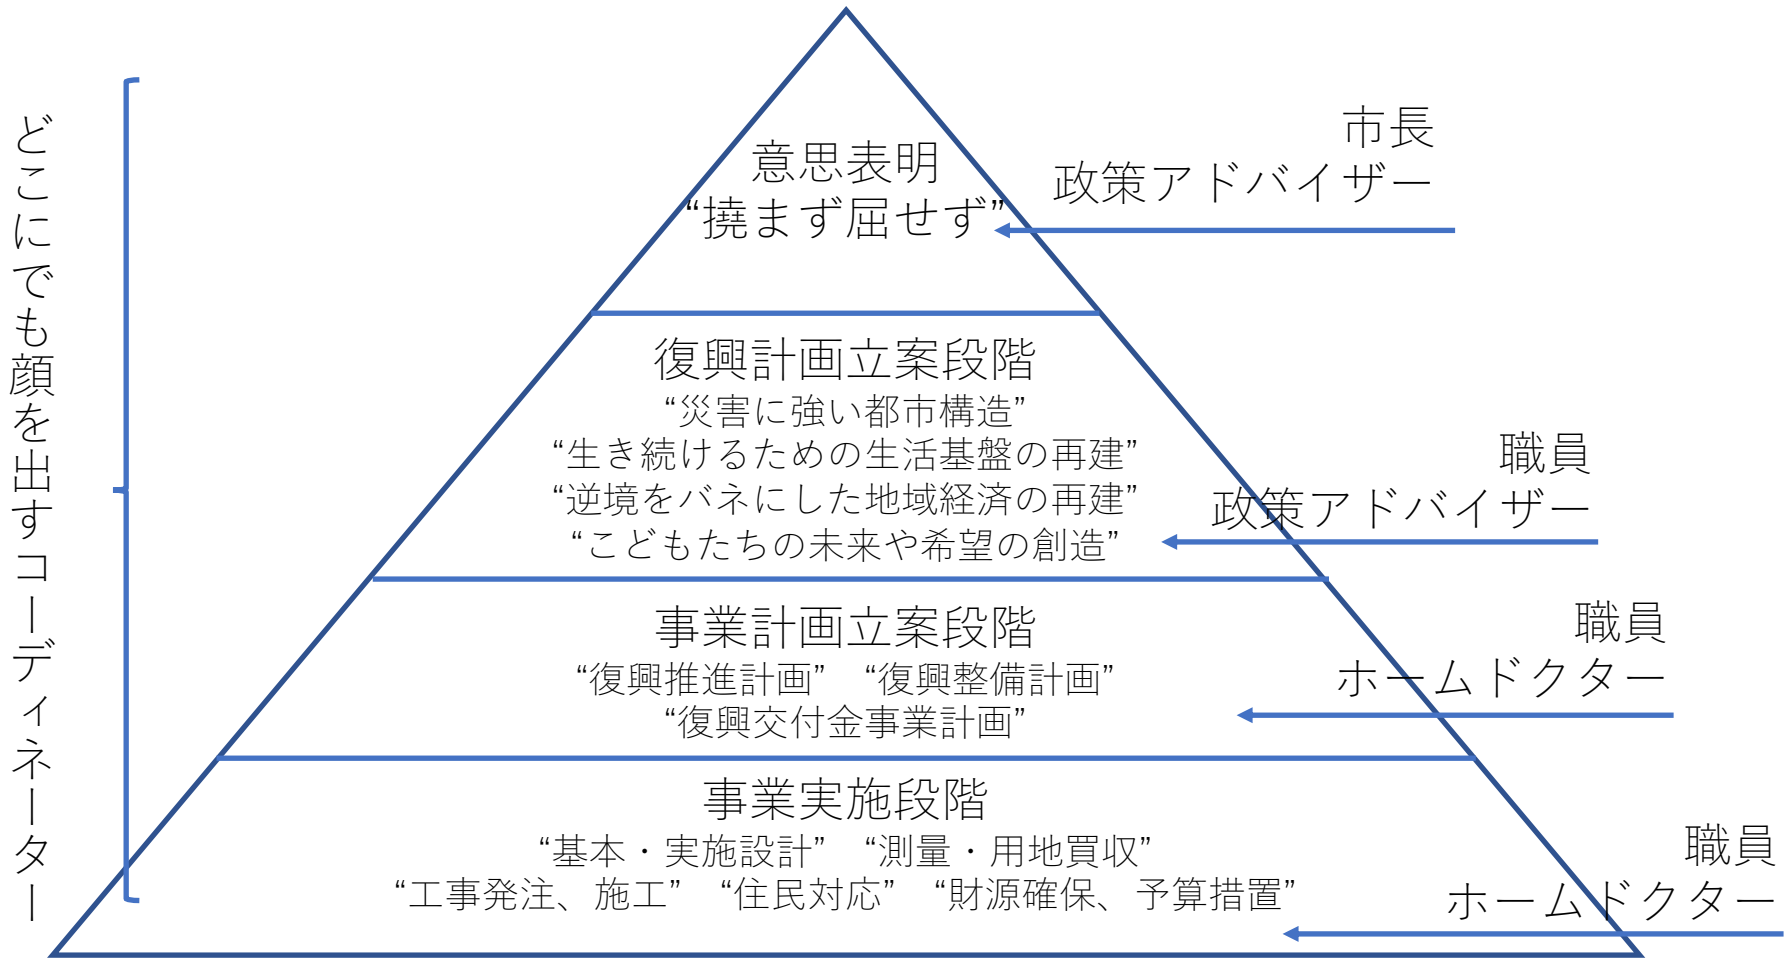 どこにでも顔を出すコーディネーター
意思表明
“撓まず屈せず”
市長
政策アドバイザー
復興計画立案段階
“災害に強い都市構造”
“生き続けるための生活基盤の再建”
“逆境をバネにした地域経済の再建”
“こどもたちの未来や希望の創造”
職員
政策アドバイザー
事業計画立案段階
“復興推進計画”　“復興整備計画”
“復興交付金事業計画”
職員
ホームドクター
事業実施段階
“基本・実施設計”　“測量・用地買収”
“工事発注、施工”　“住民対応”　“財源確保、予算措置”
職員
ホームドクター